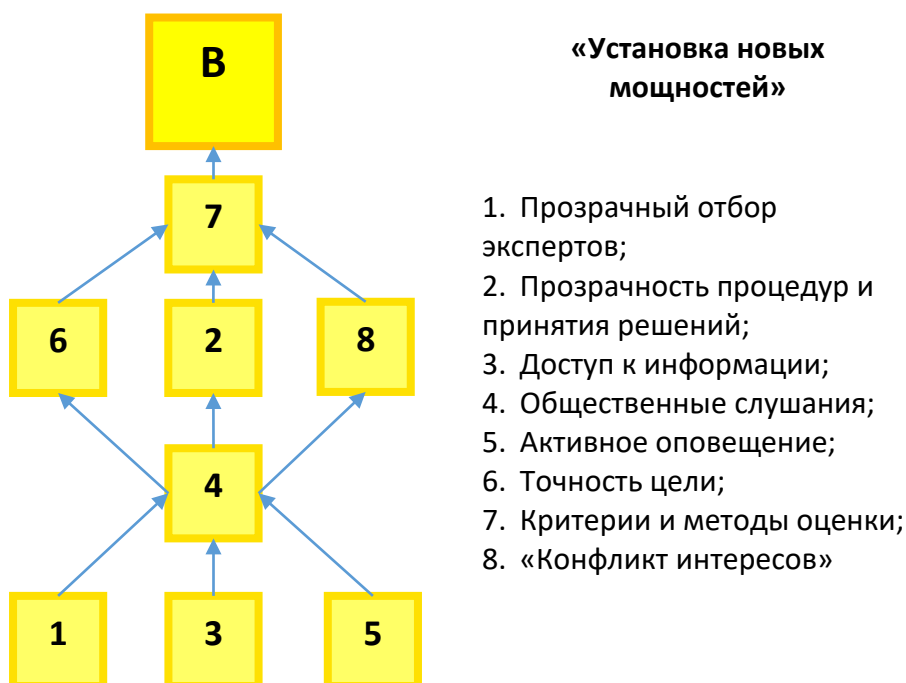 В
«Установка новых
мощностей»
7
1. Прозрачный отбор
экспертов;
2. Прозрачность процедур и
принятия решений;
3. Доступ к информации;
4. Общественные слушания;
5. Активное оповещение;
6. Точность цели;
7. Критерии и методы оценки;
8. «Конфликт интересов»
6 2 8
4
1 3 5